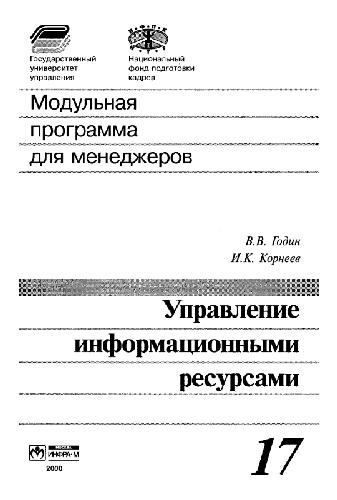 Государственный
университет
управления
Национальный
фонд подготовки
кадров
Модульная
программа
для менеджеров
В.В. Годин
И.К. Корнеев
Управление
информационными
ресурсами
ИНФРА-М
2000
17